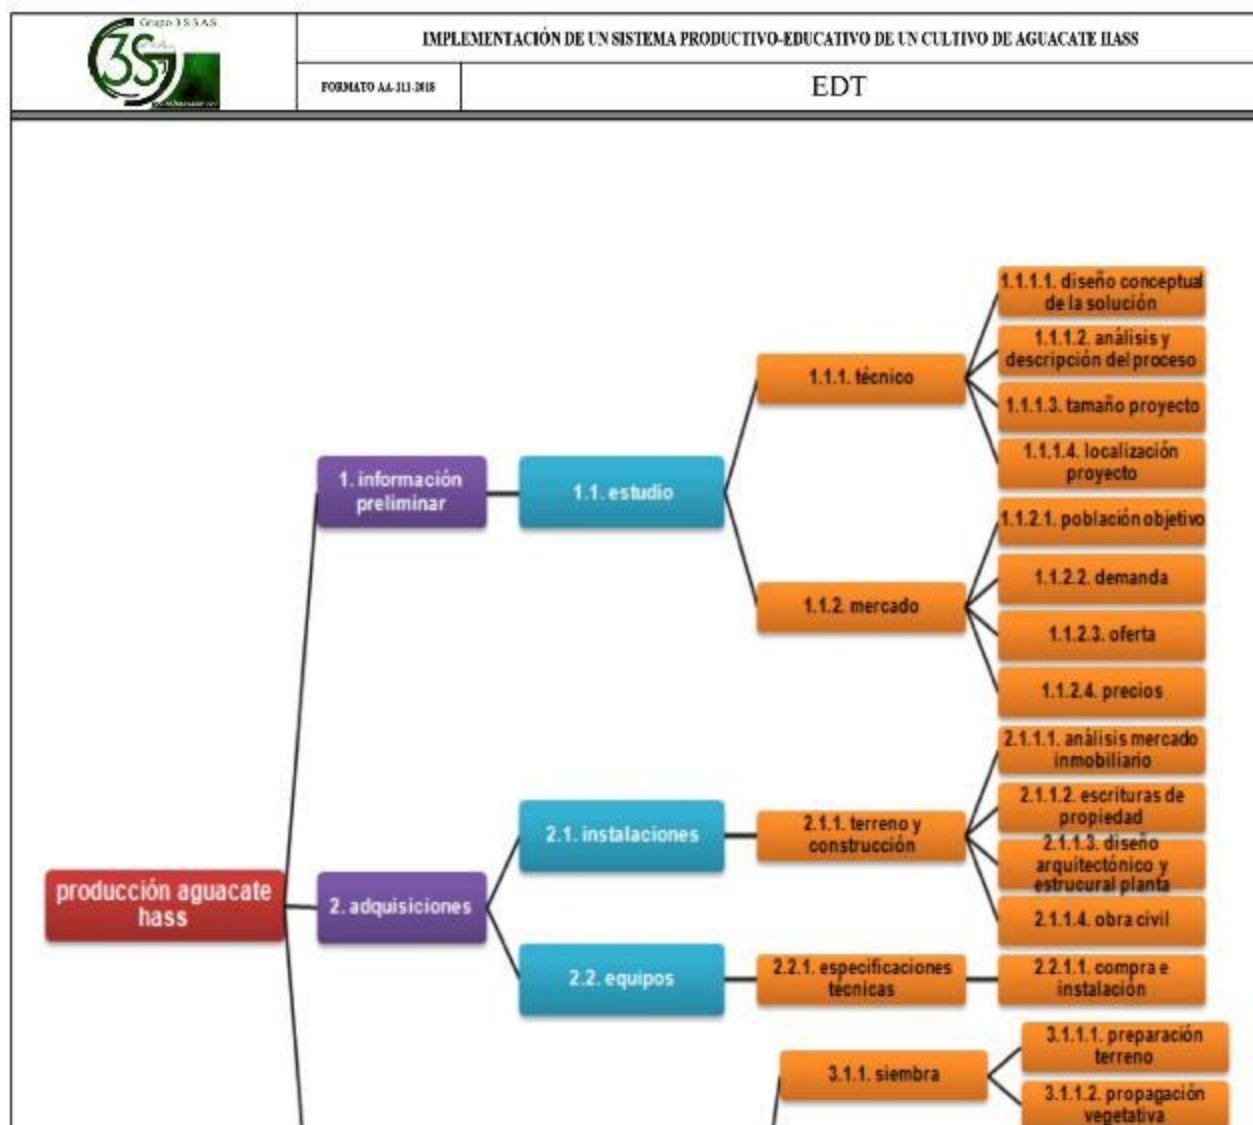 Grupo 3 S S.A.S.
3S
IMPLEMENTACIÓN DE UN SISTEMA PRODUCTIVO-EDUCATIVO DE UN CULTIVO DE AGUACATE HASS
FORMATO AA-311-2018
EDT
1.1.1.1. diseño conceptual
de la solución
1.1.1.2. análisis y
descripción del proceso
1.1.1. técnico
1.1.1.3. tamaño proyecto
1.1.1.4. localización
proyecto
1. información
preliminar
1.1. estudio
1.1.2.1. población objetivo
1.1.2.2. demanda
1.1.2. mercado
1.1.2.3. oferta
1.1.2.4. precios
2.1.1.1. análisis mercado
inmobiliario
2.1.1.2. escrituras de
propiedad
2.1. instalaciones
2.1.1. terreno y
construcción
2.1.1.3. diseño
arquitectónico y
estrucural planta
producción aguacate
hass
2. adquisiciones
2.1.1.4. obra civil
2.2. equipos
2.2.1. especificaciones
técnicas
2.2.1.1. compra e
instalación
3.1.1.1. preparación
terreno
3.1.1. siembra
3.1.1.2. propagación
vegetativa